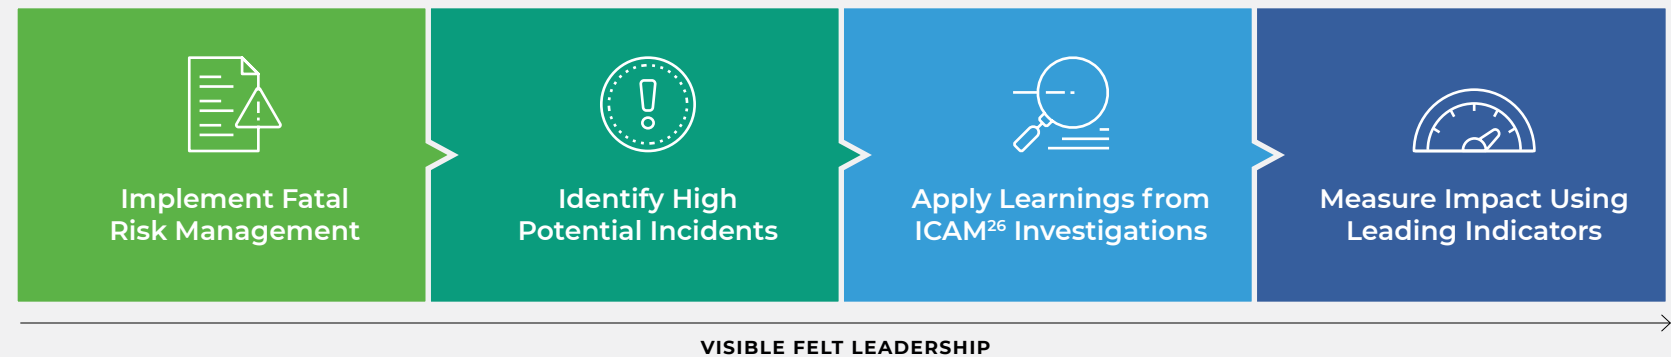 Implement Fatal
Risk Management
Identify High
Potential Incidents
Apply Learnings from
ICAM²⁶ Investigations
Measure Impact Using
Leading Indicators
VISIBLE FELT LEADERSHIP